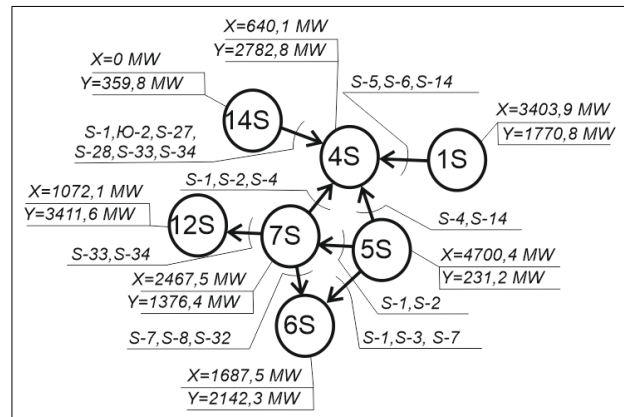 X=640,1 MW
Y=2782,8 MW
X=0 MW
Y=359,8 MW
S-5,S-6,S-14
X=3403,9 MW
Y=1770,8 MW
14S
S-1,Ю-2,S-27,
S-28,S-33,S-34
4S
1S
X=1072,1 MW
Y=3411,6 MW
S-1,S-2,S-4
12S
7S
S-4,S-14
5S
S-33,S-34
X=4700,4 MW
Y=231,2 MW
X=2467,5 MW
Y=1376,4 MW
S-1,S-2
6S
S-7,S-8,S-32
S-1,S-3, S-7
X=1687,5 MW
Y=2142,3 MW